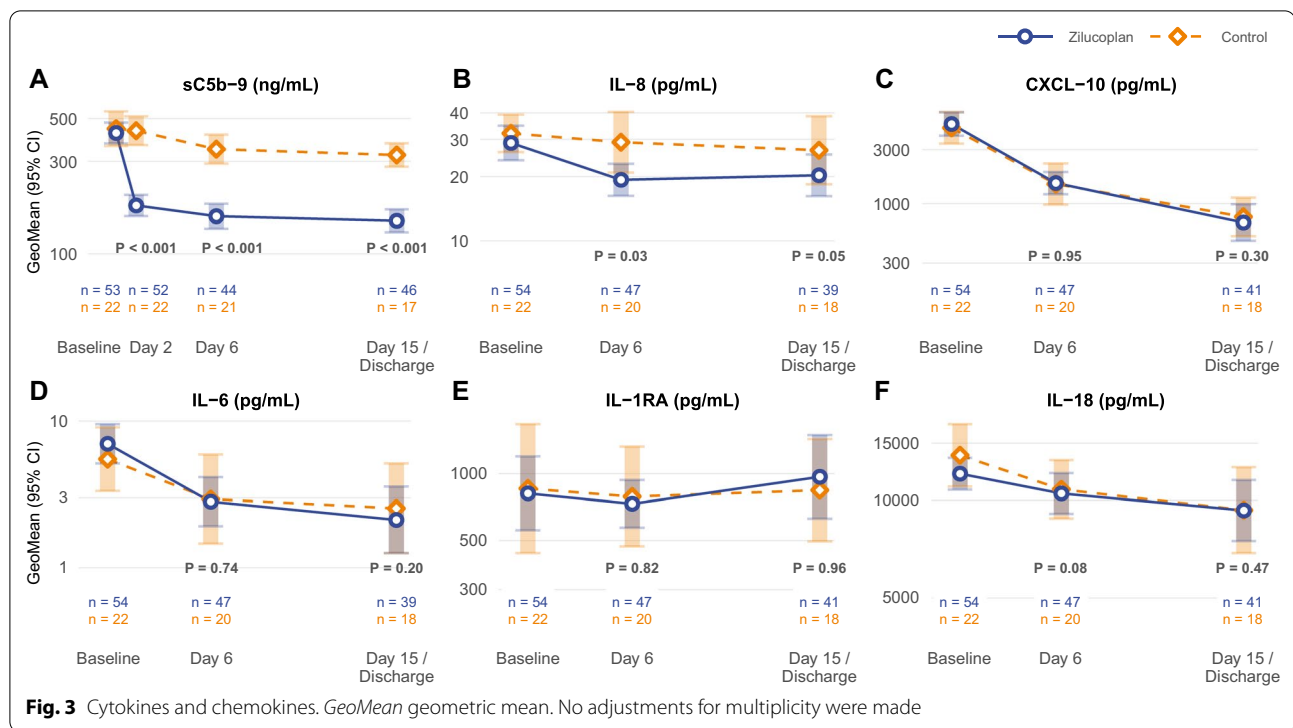 Zilucoplan Control
A B C
sC5b−9 (ng/mL) IL−8 (pg/mL) CXCL−10 (pg/mL)
GeoMean (95% CI)
500
300
100
40
30
20
10
3000
1000
300
P < 0.001 P < 0.001 P < 0.001 P = 0.03 P = 0.05 P = 0.95 P = 0.30
n = 53 n = 52 n = 44 n = 46 n = 54 n = 47 n = 39 n = 54 n = 47 n = 41
n = 22 n = 22 n = 21 n = 17 n = 22 n = 20 n = 18 n = 22 n = 20 n = 18
Baseline Day 2 Day 6 Day 15 / Baseline Day 6 Day 15 / Baseline Day 6 Day 15 /
Discharge Discharge Discharge
D E F
IL−6 (pg/mL) IL−1RA (pg/mL) IL−18 (pg/mL)
GeoMean (95% CI)
10
3
1
1000
500
300
15000
10000
5000
P = 0.74 P = 0.20 P = 0.82 P = 0.96 P = 0.08 P = 0.47
n = 54 n = 47 n = 39 n = 54 n = 47 n = 41 n = 54 n = 47 n = 41
n = 22 n = 20 n = 18 n = 22 n = 20 n = 18 n = 22 n = 20 n = 18
Baseline Day 6 Day 15 / Baseline Day 6 Day 15 / Baseline Day 6 Day 15 /
Discharge Discharge Discharge
Fig. 3 Cytokines and chemokines. GeoMean geometric mean. No adjustments for multiplicity were made